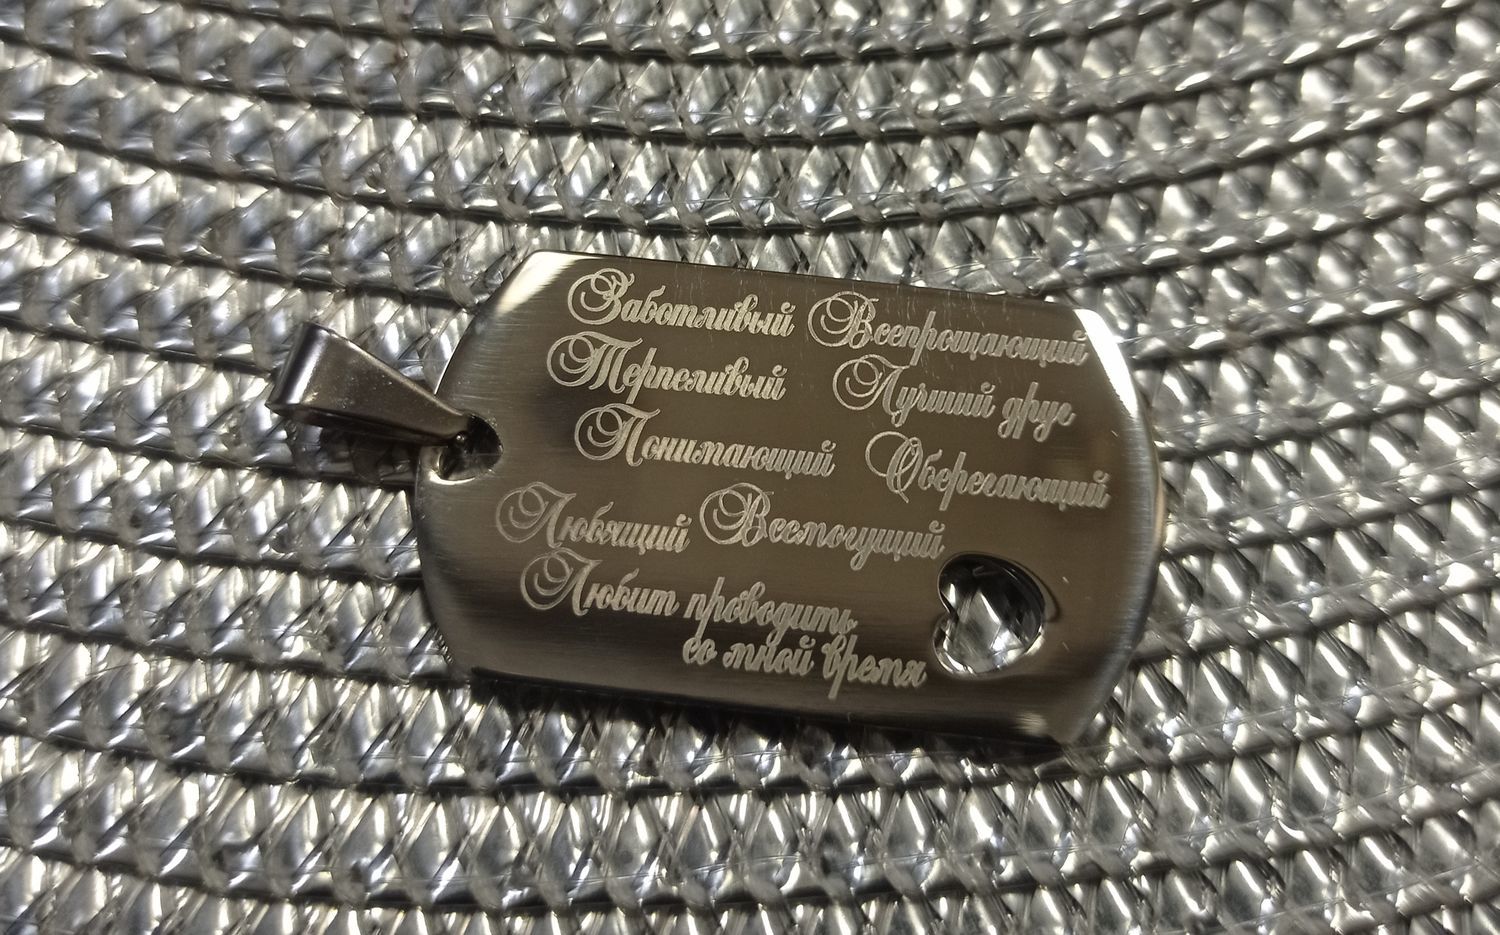 Заботливый Всепрощающий
Терпеливый Лучший друг
Понимающий Оберегающий
Любящий Всемогущий
Любит проводить
со мной время